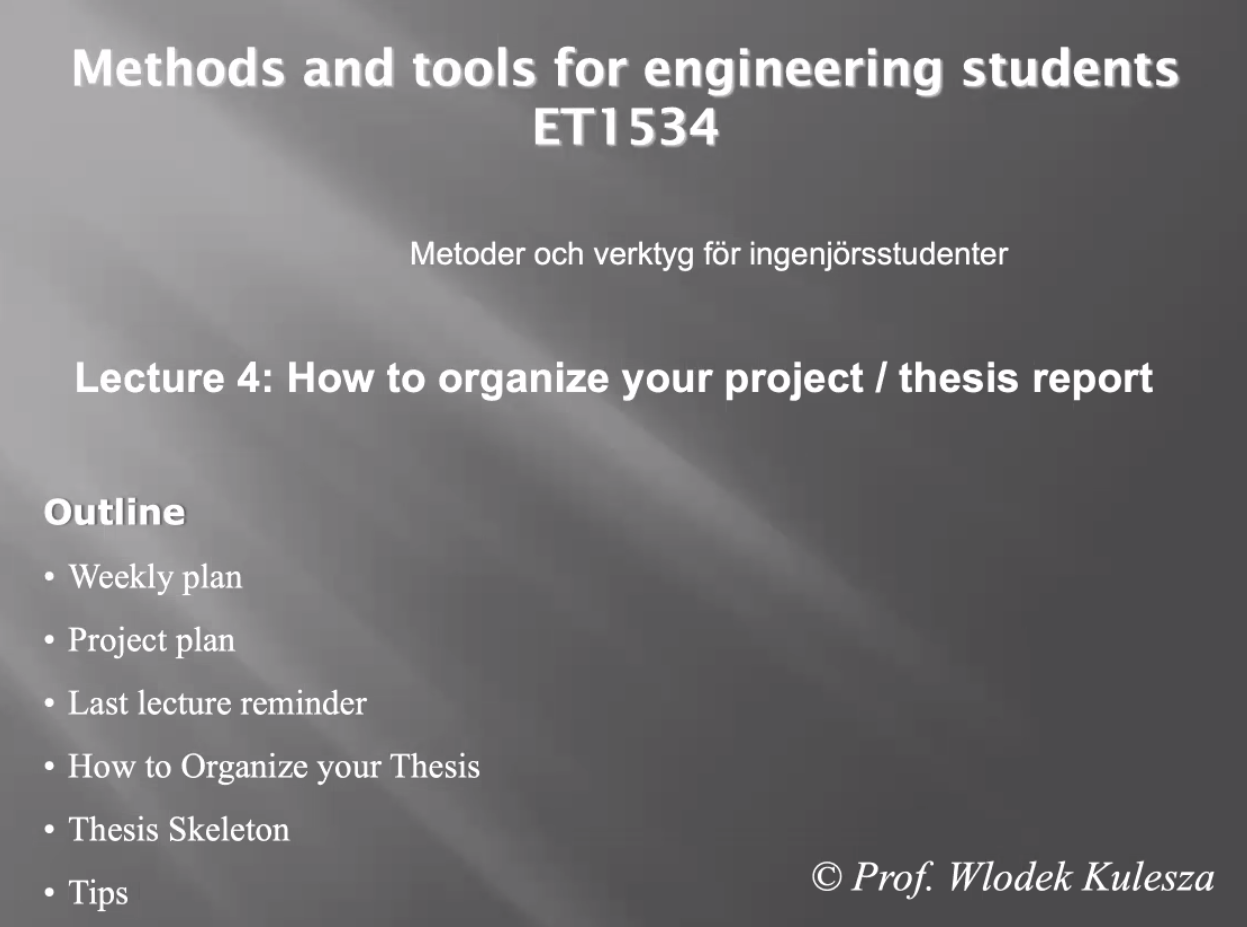 Methods and tools for engineering students
ET1534
Metoder och verktyg för ingenjörsstudenter
Lecture 4: How to organize your project / thesis report
Outline
• Weekly plan
• Project plan
• Last lecture reminder
• How to Organize your Thesis
• Thesis Skeleton
• Tips
© Prof. Wlodek Kulesza